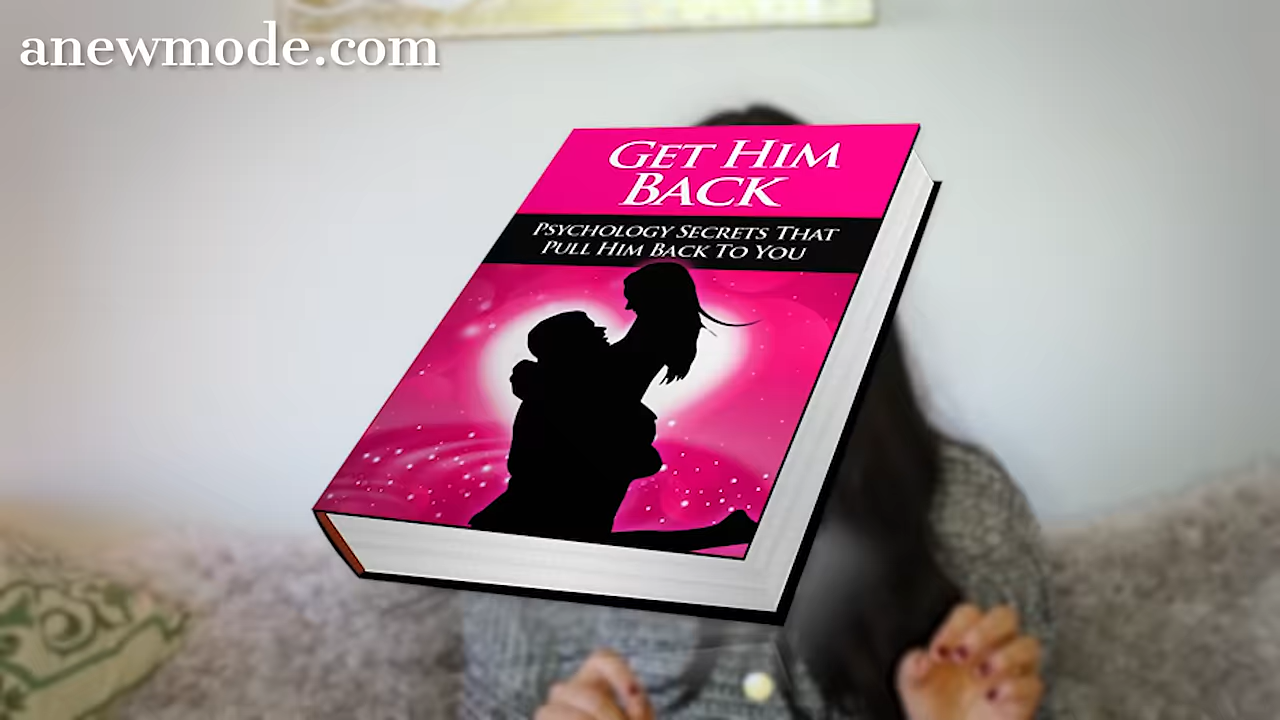 anewmode.com
GET HIM
BACK
PSYCHOLOGY SECRETS THAT
PULL HIM BACK TO YOU